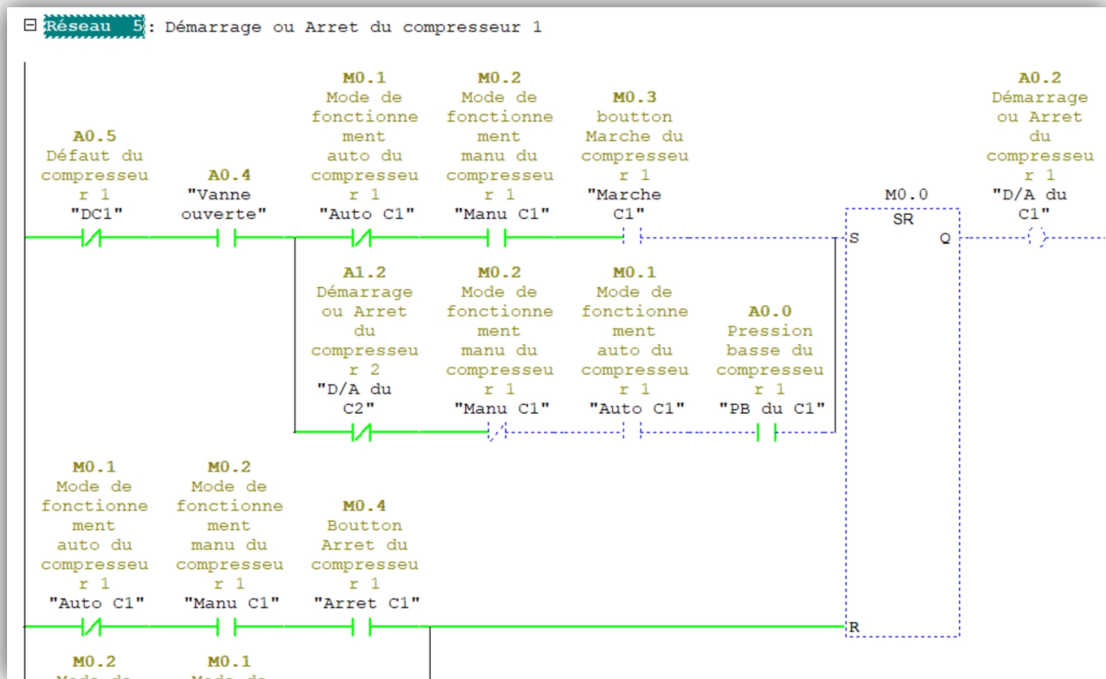 Réseau 5: Démarrage ou Arret du compresseur 1
A0.5
Défaut du
compresseu
r 1
"DC1"
A0.4
"Vanne
ouverte"
M0.1
Mode de
fonctionne
ment
auto du
compresseu
r 1
"Auto C1"
M0.2
Mode de
fonctionne
ment
manu du
compresseu
r 1
"Manu C1"
M0.3
boutton
Marche du
compresseu
r 1
"Marche
C1"
M0.0
SR
S
Q
A0.2
Démarrage
ou Arret
du
compresseu
r 1
"D/A du
C1"
A1.2
Démarrage
ou Arret
du
compresseu
r 2
"D/A du
C2"
M0.2
Mode de
fonctionne
ment
manu du
compresseu
r 1
"Manu C1"
M0.1
Mode de
fonctionne
ment
auto du
compresseu
r 1
"Auto C1"
A0.0
Pression
basse du
compresseu
r 1
"PB du C1"
M0.1
Mode de
fonctionne
ment
auto du
compresseu
r 1
"Auto C1"
M0.2
Mode de
fonctionne
ment
manu du
compresseu
r 1
"Manu C1"
M0.4
Boutton
Arret du
compresseu
r 1
"Arret C1"
R
M0.2
Mode de
M0.1
Mode de